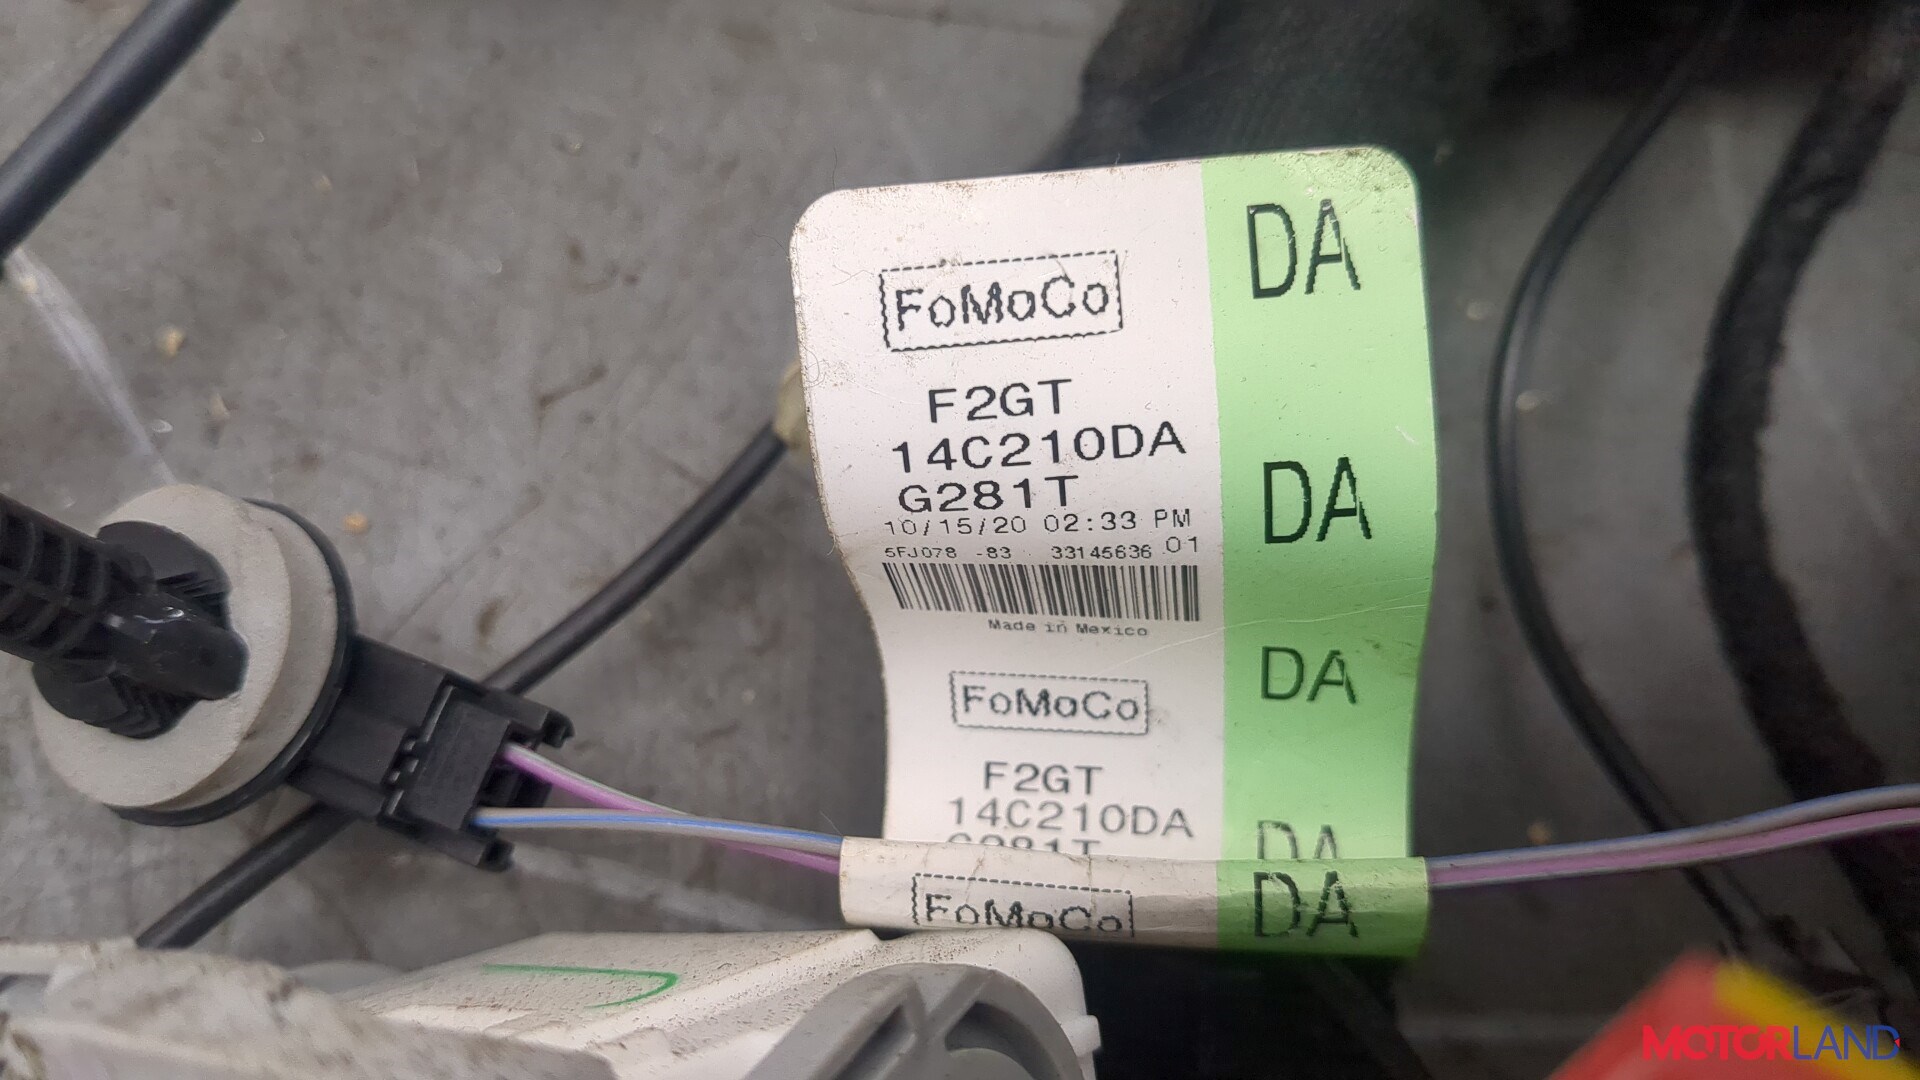 FoMoCo
DA
F2GT
14C210DA
G281T
DA
10/15/20 02:33 PM
5FJ078 -83 33145636 01
Made in Mexico
DA
FoMoCo
F2GT
14C210DA
DA
G281T
FoMoCo
DA
MOTORLAND